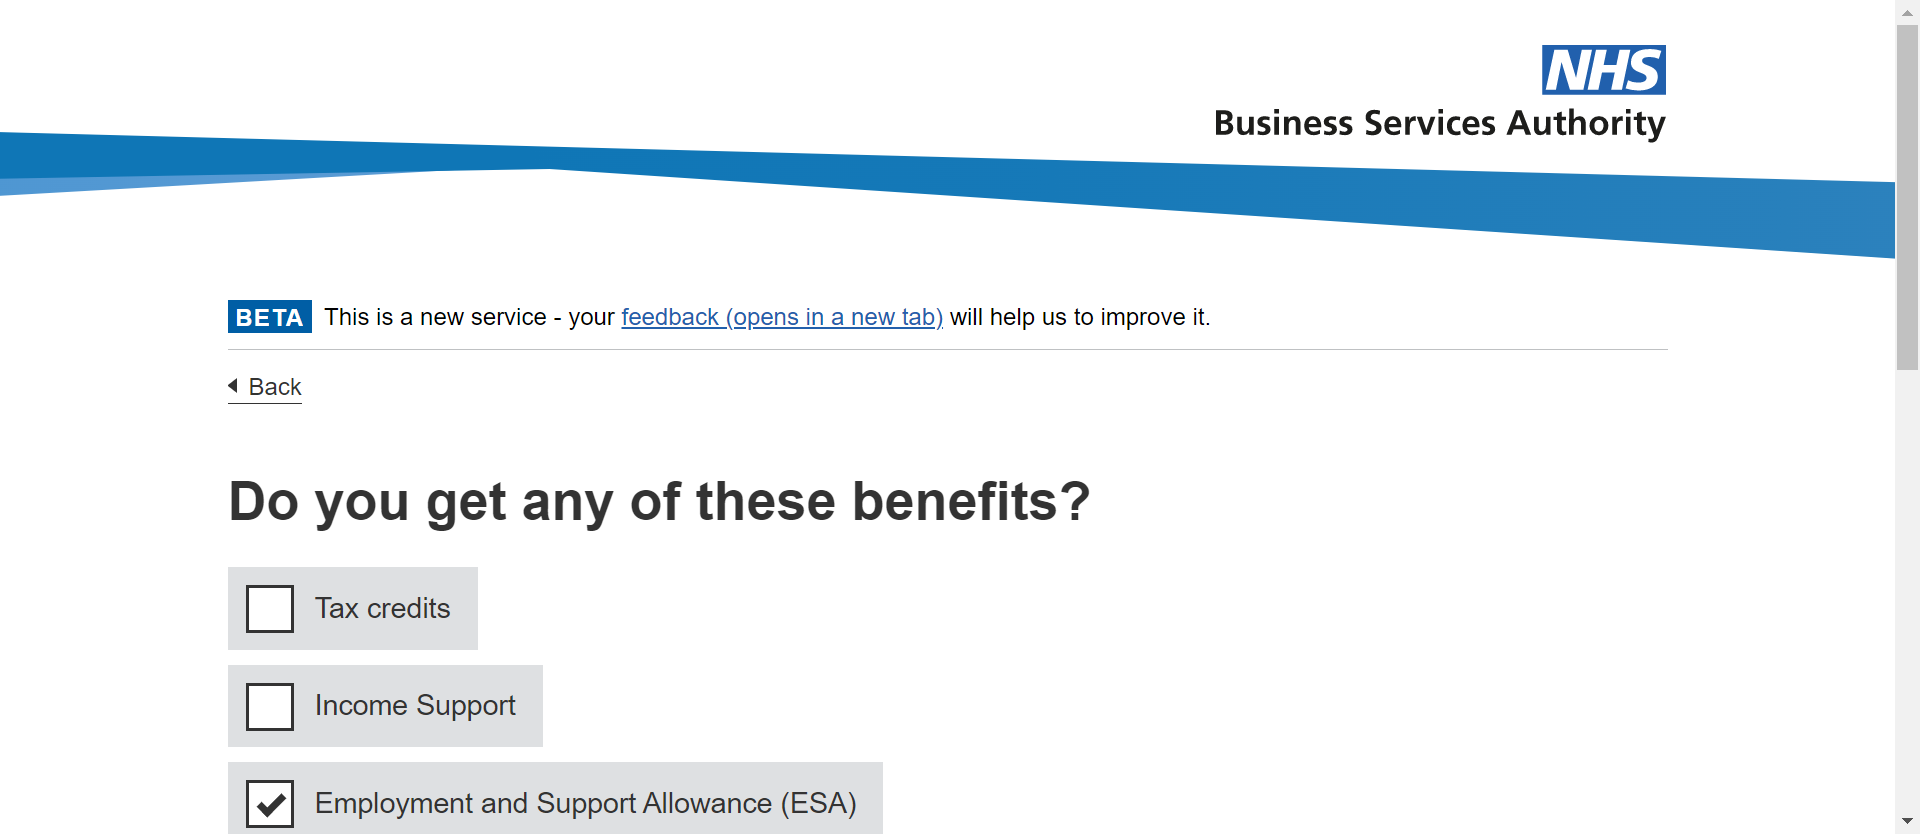 NHS
Business Services Authority
BETA This is a new service - your feedback (opens in a new tab) will help us to improve it.
Back
Do you get any of these benefits?
Tax credits
Income Support
Employment and Support Allowance (ESA)